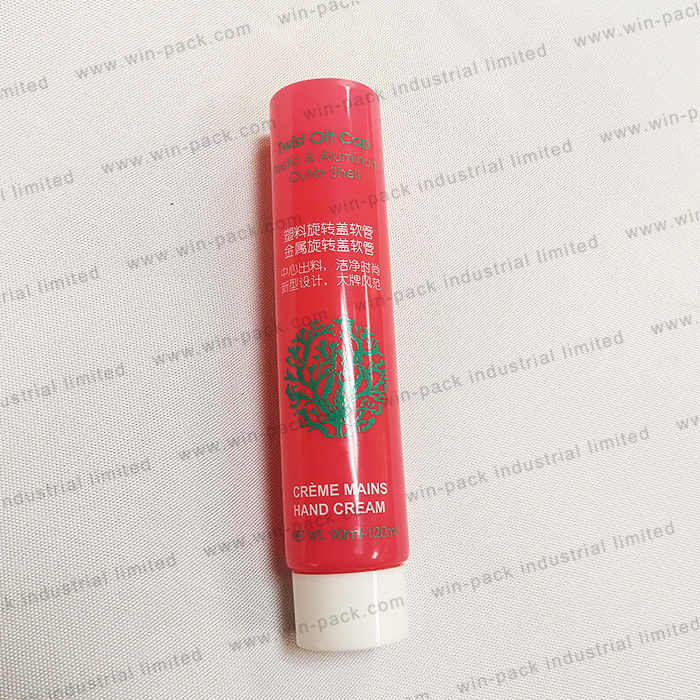 Twist Off Cap
Plastic & Aluminum
Outer Shell
塑料旋转盖软管
金属旋转盖软管
中心出料，洁净时尚
新型设计，大牌风范
CRÈME MAINS
HAND CREAM
NET WT. 90ml-120ml
www.win-pack.com
win-pack industrial limited